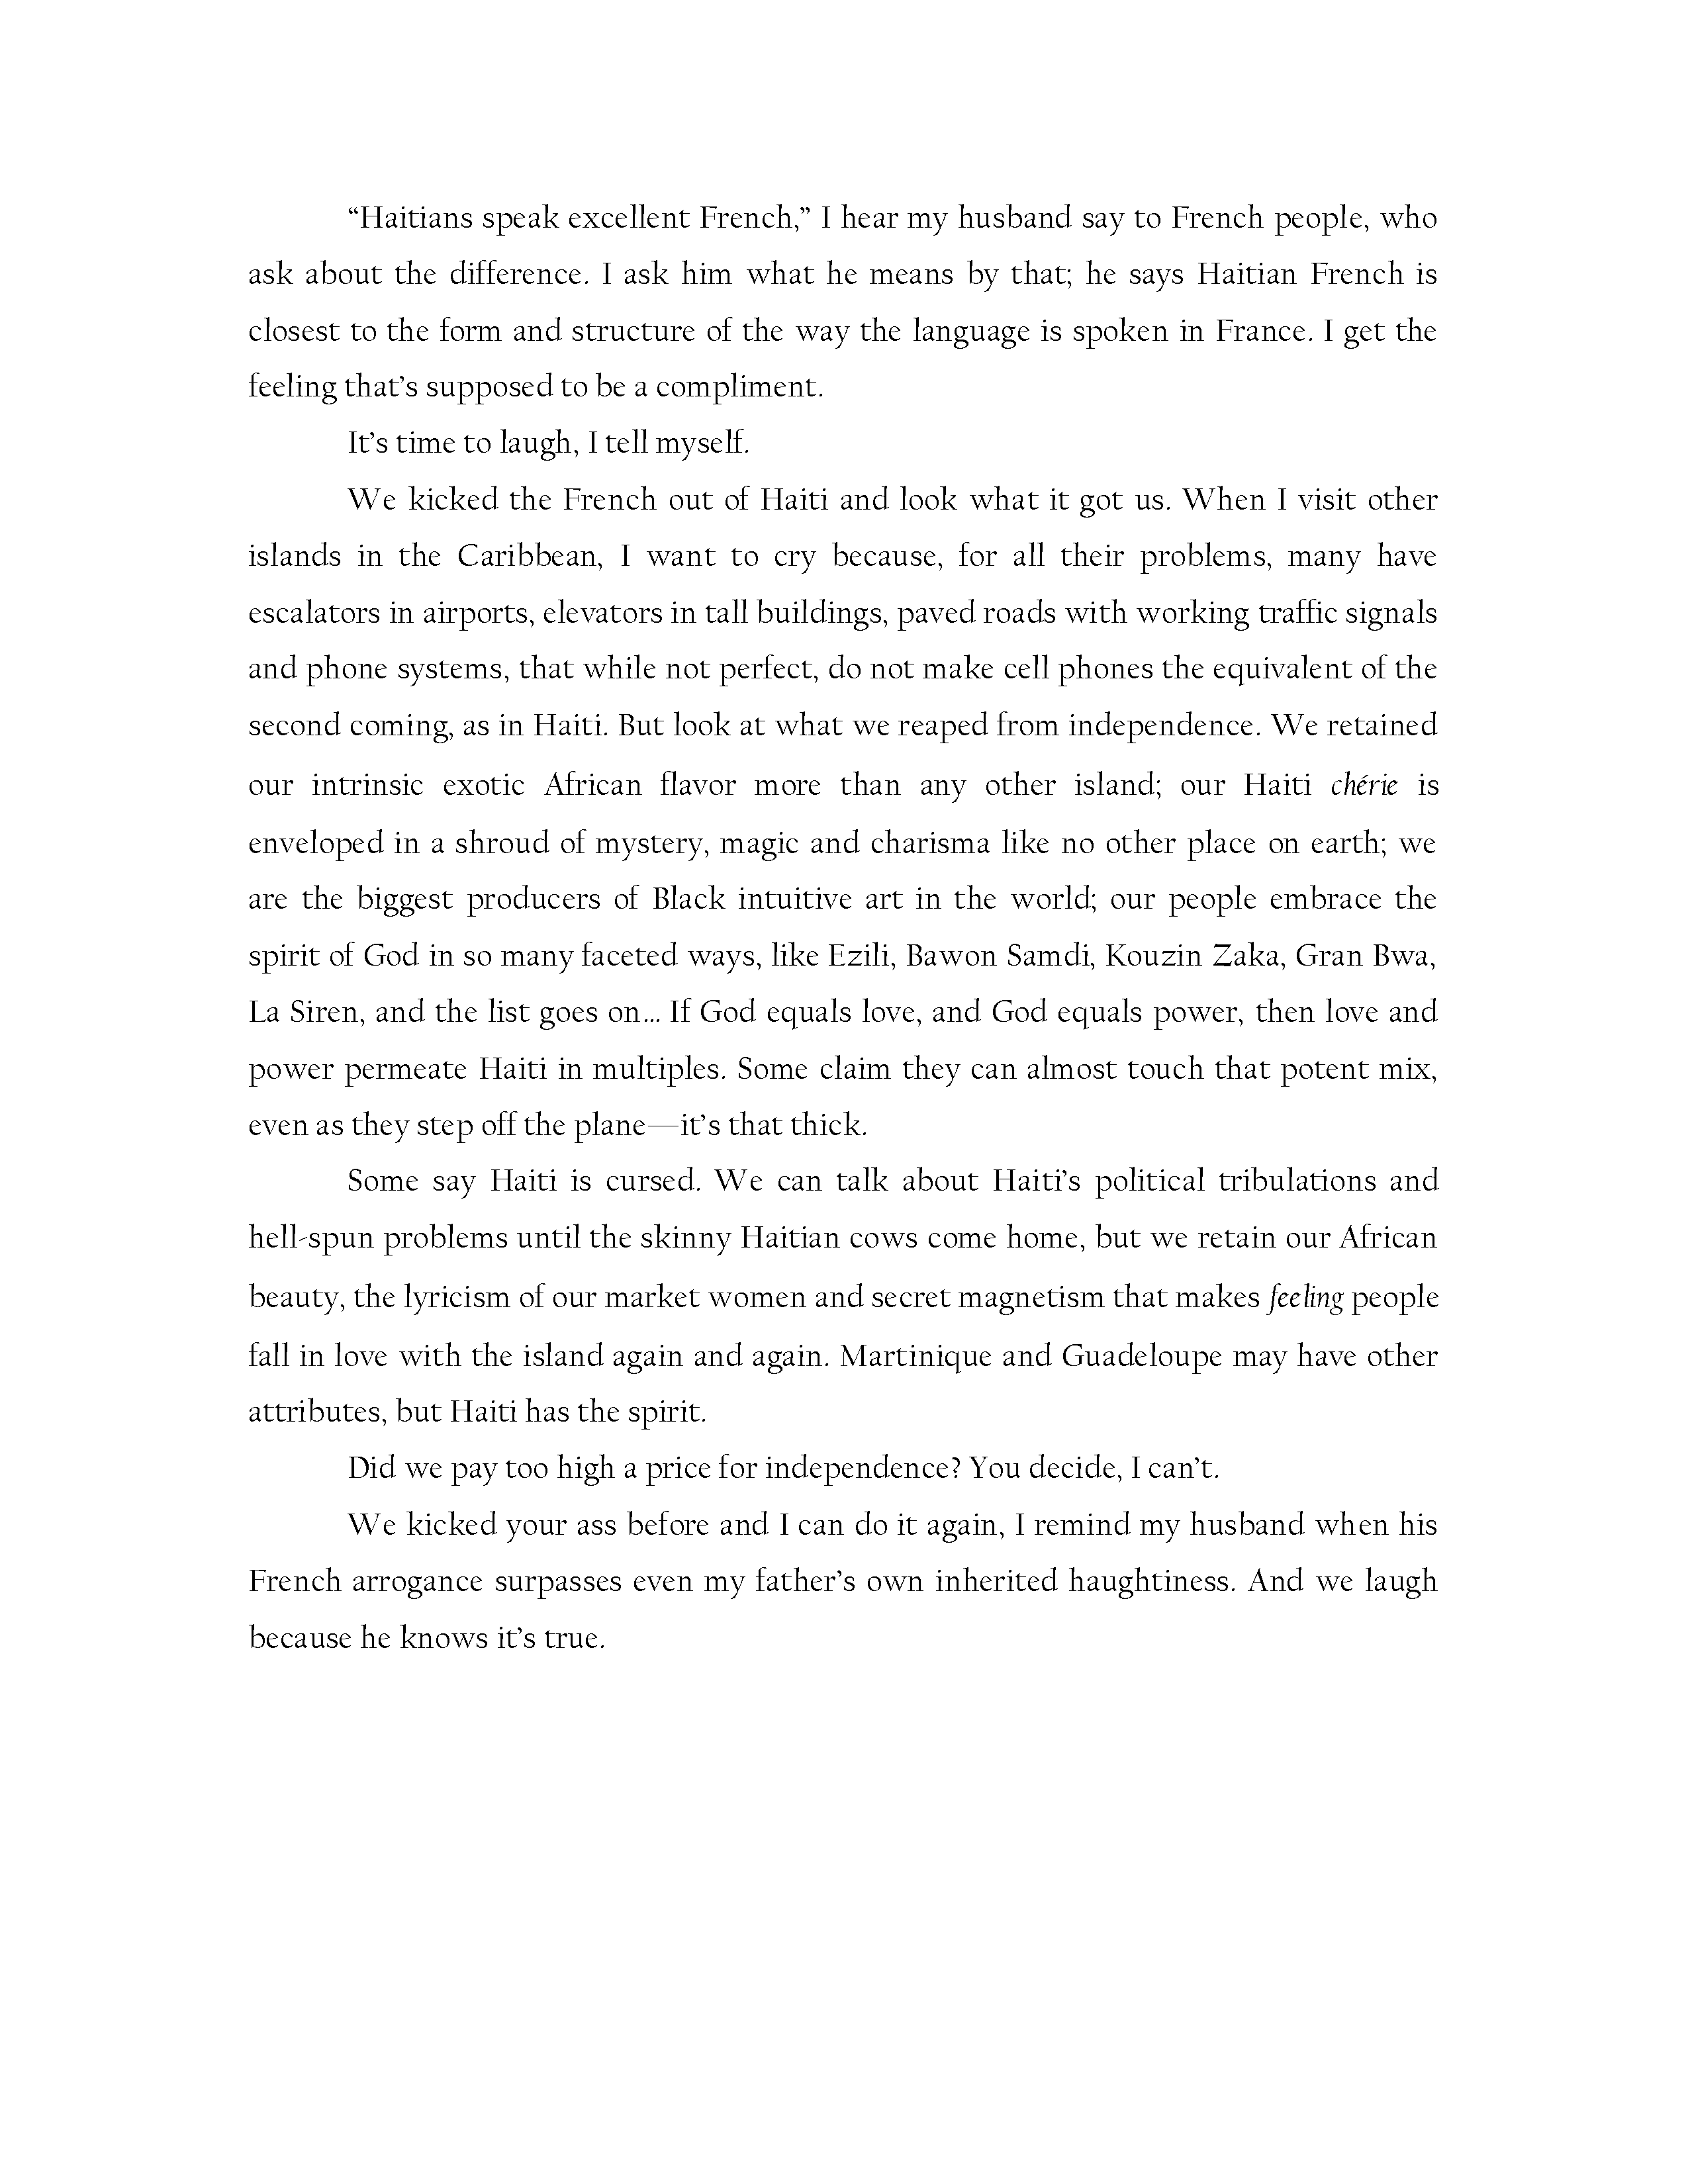 “Haitians speak excellent French,” I hear my husband say to French people, who
ask about the difference. I ask him what he means by that; he says Haitian French is
closest to the form and structure of the way the language is spoken in France. I get the
feeling that’s supposed to be a compliment.
It’s time to laugh, I tell myself.
We kicked the French out of Haiti and look what it got us. When I visit other
islands in the Caribbean, I want to cry because, for all their problems, many have
escalators in airports, elevators in tall buildings, paved roads with working traffic signals
and phone systems, that while not perfect, do not make cell phones the equivalent of the
second coming, as in Haiti. But look at what we reaped from independence. We retained
our intrinsic exotic African flavor more than any other island; our Haiti chérie is
enveloped in a shroud of mystery, magic and charisma like no other place on earth; we
are the biggest producers of Black intuitive art in the world; our people embrace the
spirit of God in so many faceted ways, like Ezili, Bawon Samdi, Kouzin Zaka, Gran Bwa,
La Siren, and the list goes on... If God equals love, and God equals power, then love and
power permeate Haiti in multiples. Some claim they can almost touch that potent mix,
even as they step off the plane—it’s that thick.
Some say Haiti is cursed. We can talk about Haiti’s political tribulations and
hell-spun problems until the skinny Haitian cows come home, but we retain our African
beauty, the lyricism of our market women and secret magnetism that makes feeling people
fall in love with the island again and again. Martinique and Guadeloupe may have other
attributes, but Haiti has the spirit.
Did we pay too high a price for independence? You decide, I can’t.
We kicked your ass before and I can do it again, I remind my husband when his
French arrogance surpasses even my father’s own inherited haughtiness. And we laugh
because he knows it’s true.